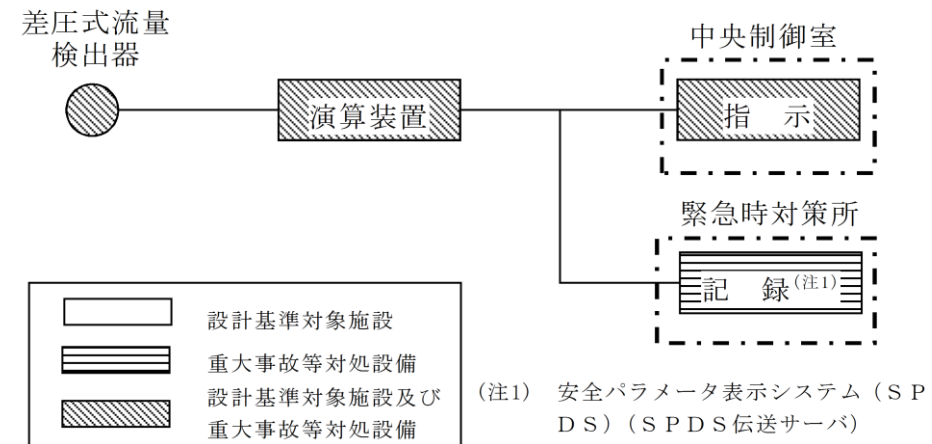 差圧式流量
検出器
中央制御室
演算装置
指　示
緊急時対策所
記　録(注1)
設計基準対象施設
重大事故等対処設備
設計基準対象施設及び
重大事故等対処設備
(注1)　安全パラメータ表示システム（ＳＰ
ＤＳ）（ＳＰＤＳ伝送サーバ）